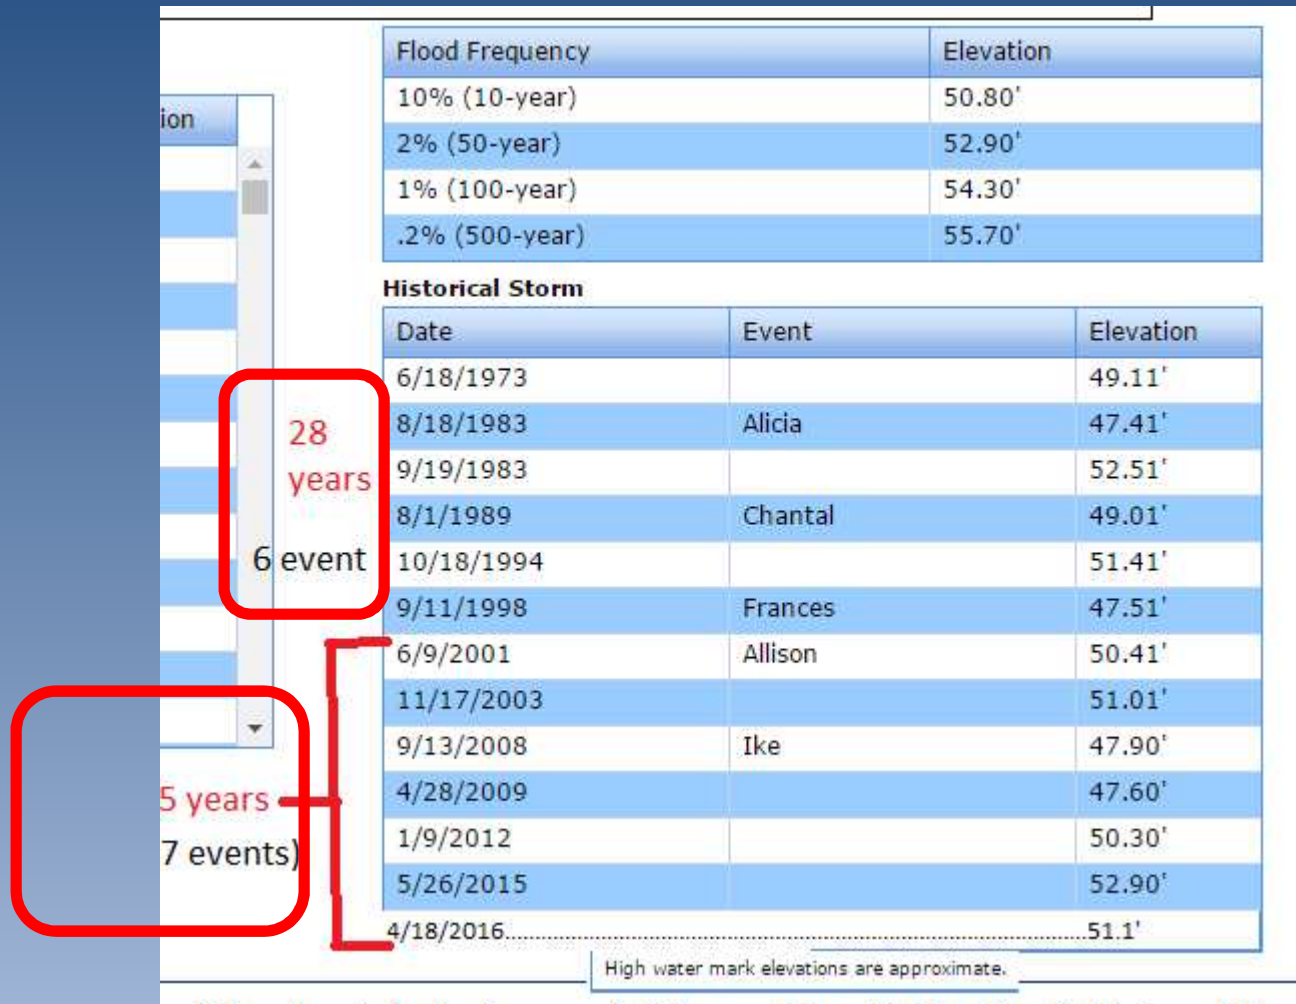 Flood Frequency Elevation
10% (10-year) 50.80'
2% (50-year) 52.90'
1% (100-year) 54.30'
.2% (500-year) 55.70'
ion
Historical Storm
Date Event Elevation
6/18/1973 49.11'
8/18/1983 Alicia 47.41'
9/19/1983 52.51'
8/1/1989 Chantal 49.01'
10/18/1994 51.41'
9/11/1998 Frances 47.51'
6/9/2001 Allison 50.41'
11/17/2003 51.01'
9/13/2008 Ike 47.90'
4/28/2009 47.60'
1/9/2012 50.30'
5/26/2015 52.90'
4/18/2016 51.1'
28
years
6 event
5 years
7 events)
High water mark elevations are approximate.